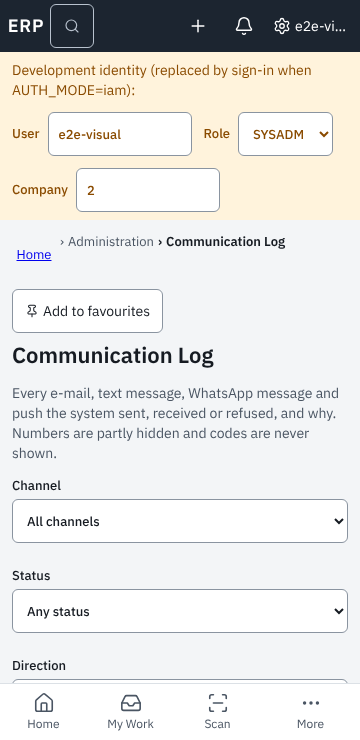 ERP
e2e-vi...
Development identity (replaced by sign-in when
AUTH_MODE=iam):
User e2e-visual Role SYSADM
Company 2
Home › Administration › Communication Log
Add to favourites
Communication Log
Every e-mail, text message, WhatsApp message and
push the system sent, received or refused, and why.
Numbers are partly hidden and codes are never
shown.
Channel
All channels
Status
Any status
Direction
Home My Work Scan More